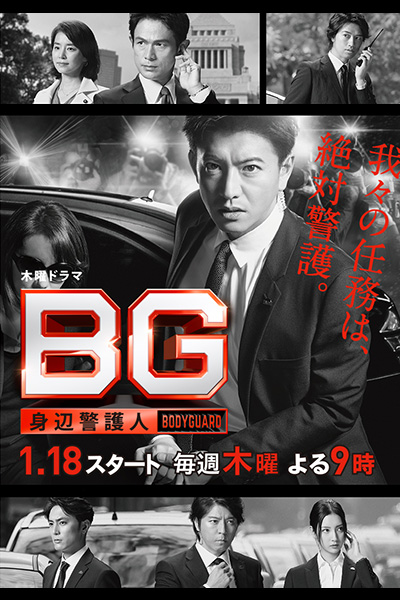 我々の任務は、
絶対警護。
木曜ドラマ
BG
身辺警護人 BODYGUARD
1.18スタート 毎週木曜 よる9時